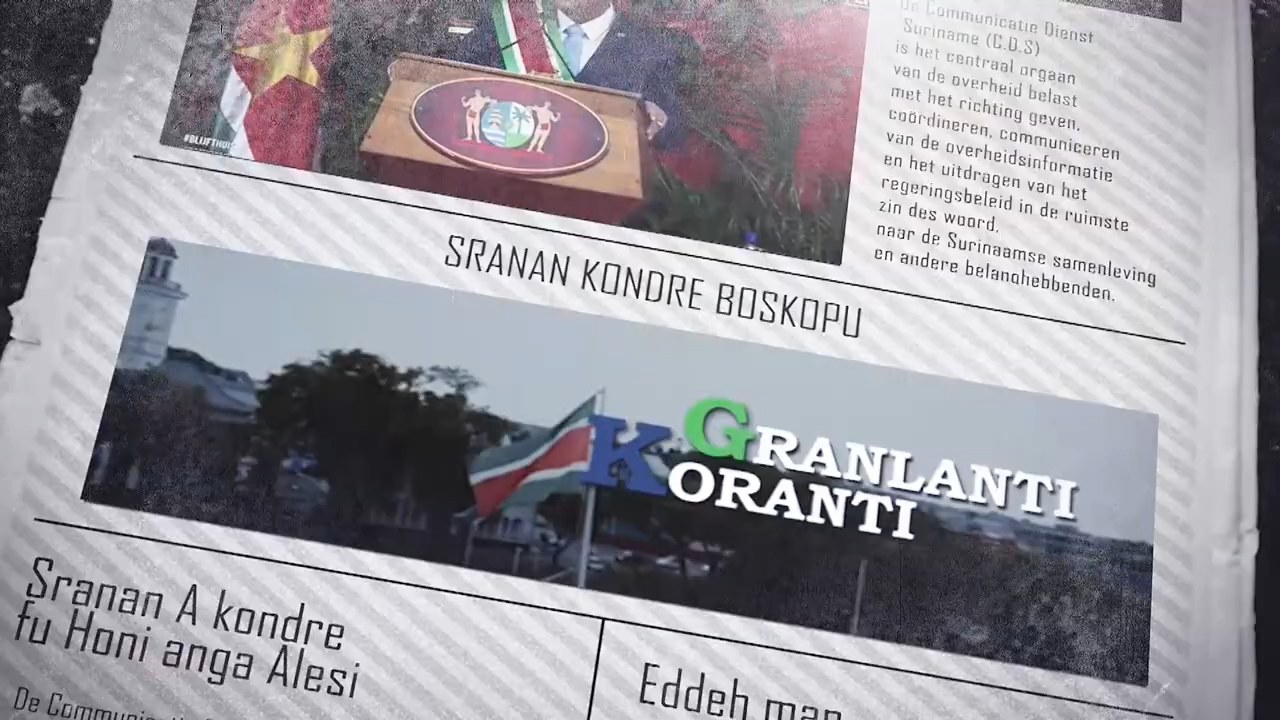 #BLIJFTHUIS
De Communicatie Dienst
Suriname (C.D.S)
is het centraal orgaan
van de overheid belast
met het richting geven,
coördineren, communiceren
van de overheidsinformatie
en het uitdragen van het
regeringsbeleid in de ruimste
zin des woord.
naar de Surinaamse samenleving
en andere belanghebbenden.
SRANAN KONDRE BOSKOPU
GRANLANTI
KORANTI
Sranan A kondre
fu Honi anga Alesi
De
Eddeh man